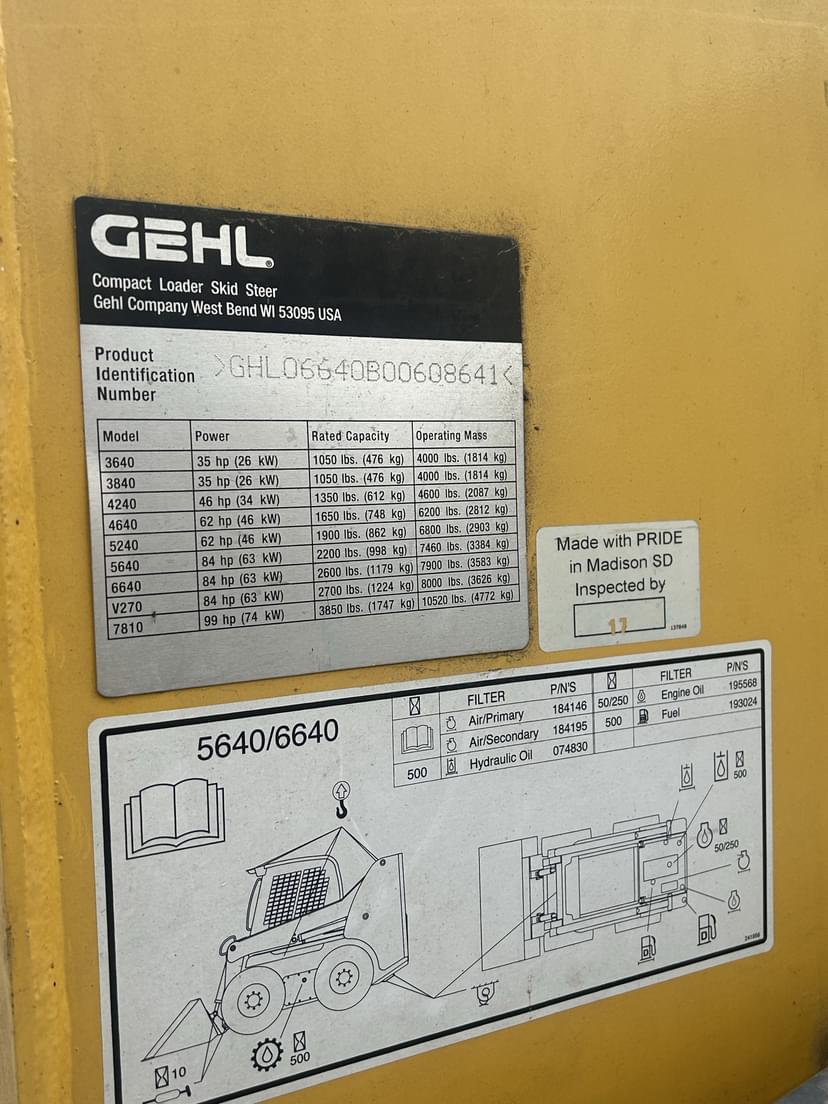 GEHL®
Compact Loader Skid Steer
Gehl Company West Bend WI 53095 USA
Product
Identification
Number
>GHL06640B00608641<
Model Power Rated Capacity Operating Mass
3640 35 hp (26 kW) 1050 lbs. (476 kg) 4000 lbs. (1814 kg)
3840 35 hp (26 kW) 1050 lbs. (476 kg) 4000 lbs. (1814 kg)
4240 46 hp (34 kW) 1350 lbs. (612 kg) 4600 lbs. (2087 kg)
4640 62 hp (46 kW) 1650 lbs. (748 kg) 6200 lbs. (2812 kg)
5240 62 hp (46 kW) 1900 lbs. (862 kg) 6800 lbs. (2903 kg)
5640 84 hp (63 kW) 2200 lbs. (998 kg) 7460 lbs. (3384 kg)
6640 84 hp (63 kW) 2600 lbs. (1179 kg) 7900 lbs. (3583 kg)
V270 84 hp (63 kW) 2700 lbs. (1224 kg) 8000 lbs. (3626 kg)
7810 99 hp (74 kW) 3850 lbs. (1747 kg) 10520 lbs. (4772 kg)
Made with PRIDE
in Madison SD
Inspected by
17
137848
5640/6640
FILTER P/N'S FILTER P/N'S
Air/Primary 184146 50/250 Engine Oil 195568
Air/Secondary 184195 500 Fuel 193024
500 Hydraulic Oil 074830
500
50/250
10
500